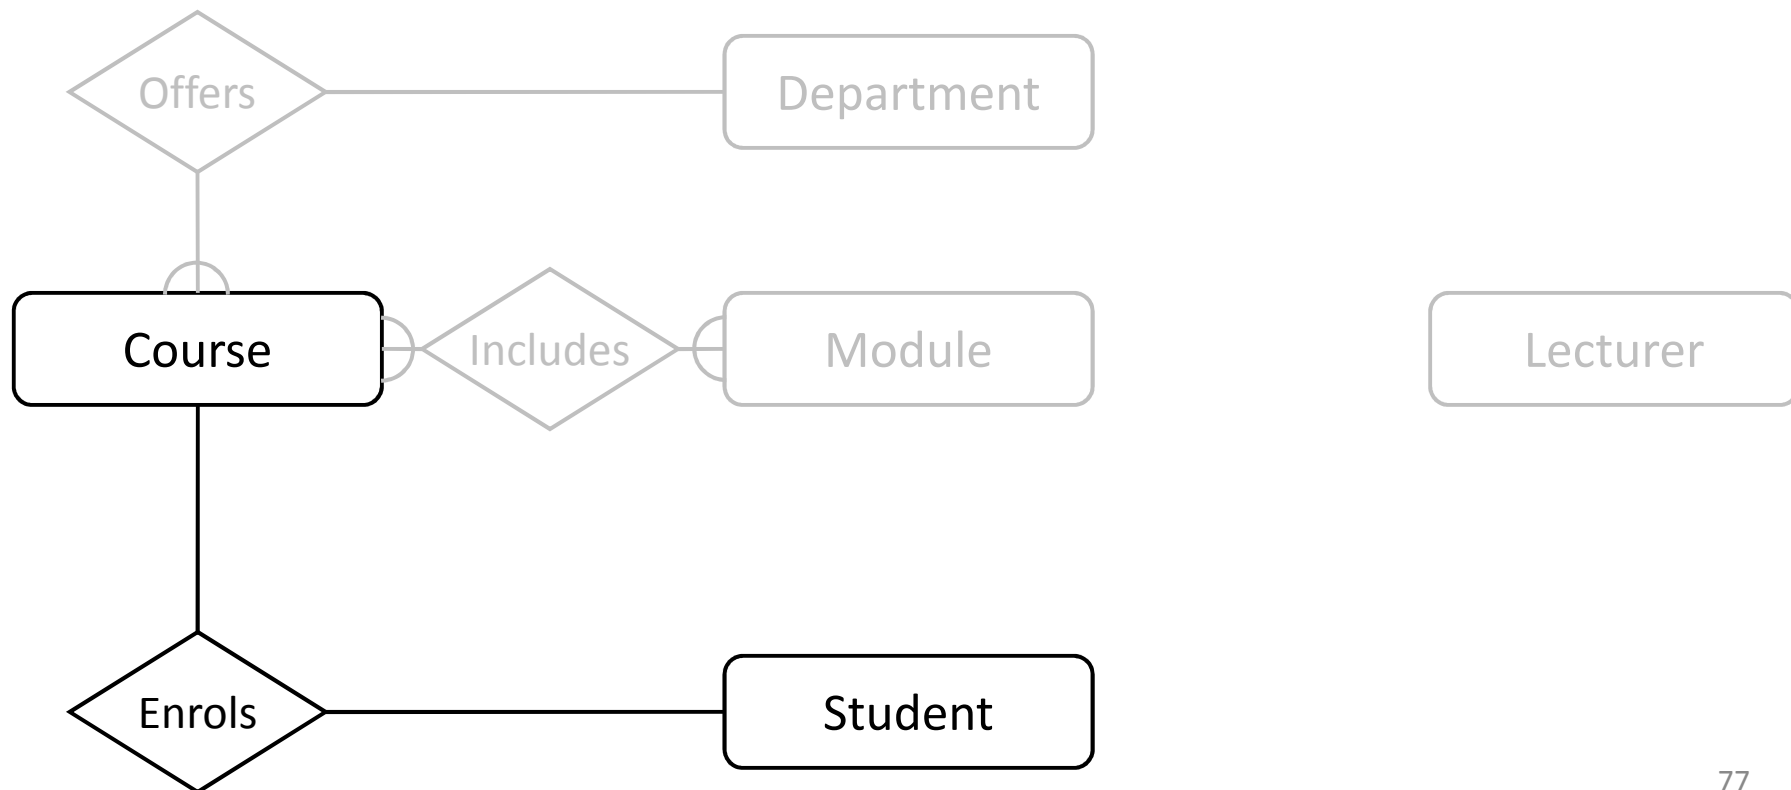 Offers
Department
Course
Includes
Module
Lecturer
Enrols
Student
77